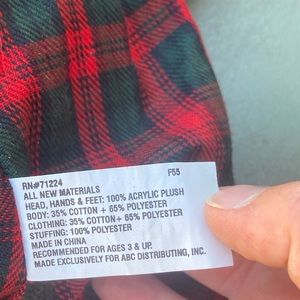 RN#71224 F55
ALL NEW MATERIALS
HEAD, HANDS & FEET: 100% ACRYLIC PLUSH
BODY: 35% COTTON + 65% POLYESTER
CLOTHING: 35% COTTON+ 65% POLYESTER
STUFFING: 100% POLYESTER
MADE IN CHINA
RECOMMENDED FOR AGES 3 & UP.
MADE EXCLUSIVELY FOR ABC DISTRIBUTING, INC.